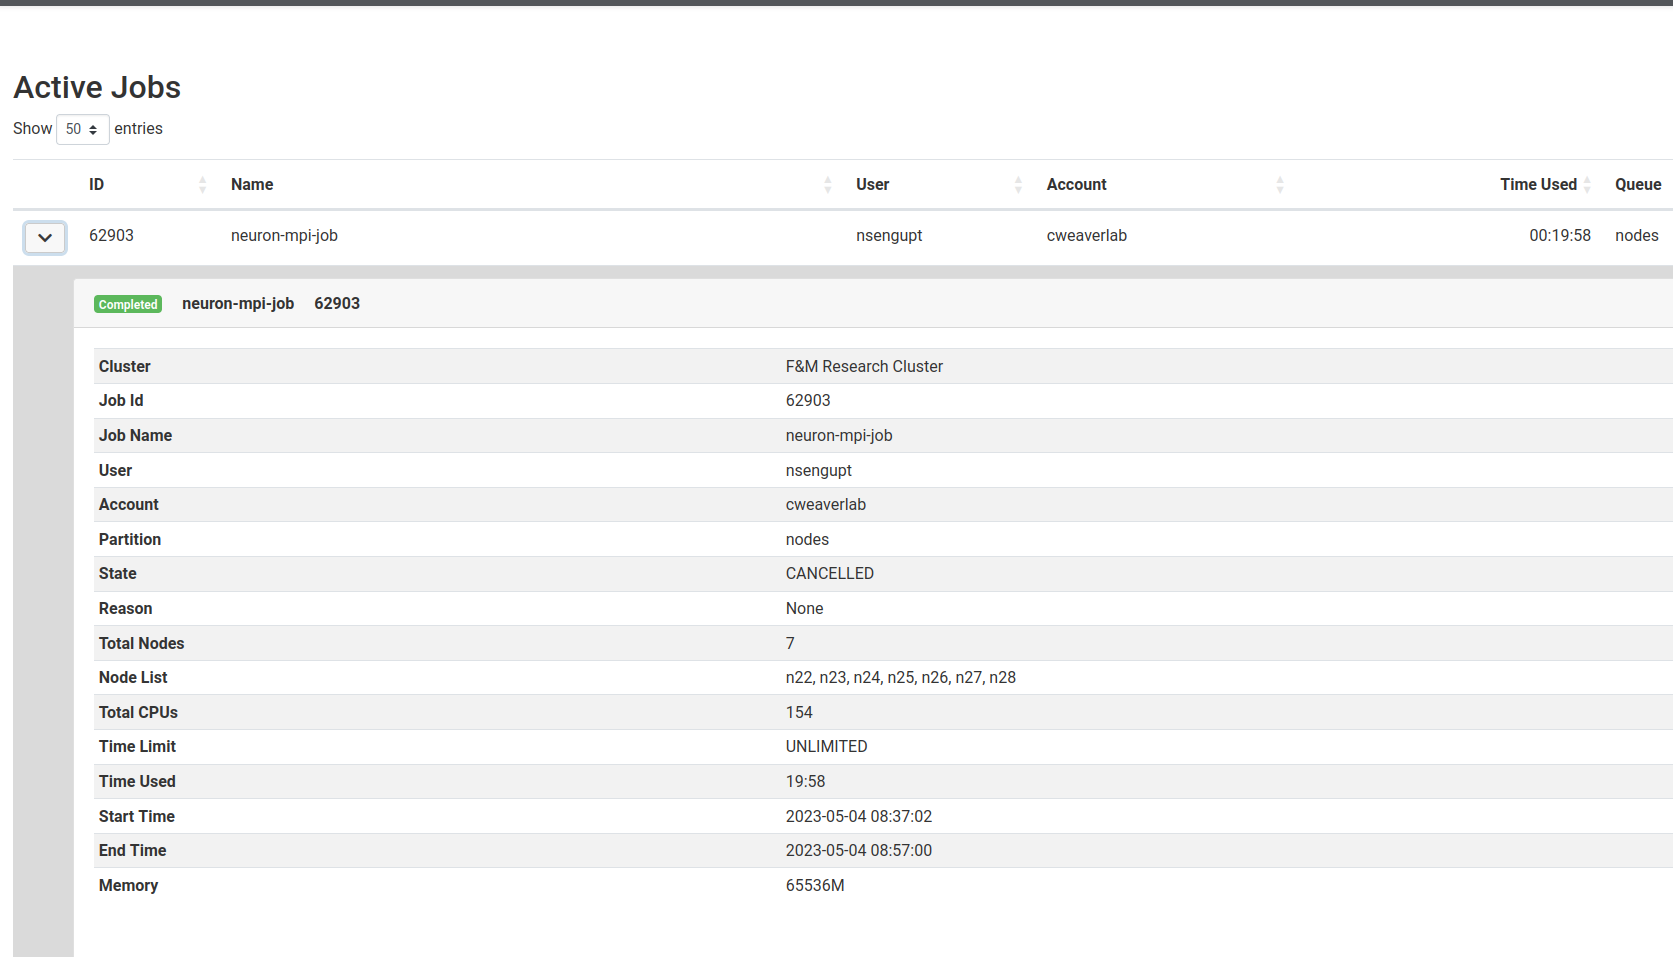 Active Jobs
Show 50 entries
ID Name User Account Time Used Queue
62903 neuron-mpi-job nsengupt cweaverlab 00:19:58 nodes
Completed neuron-mpi-job 62903
Cluster F&M Research Cluster
Job Id 62903
Job Name neuron-mpi-job
User nsengupt
Account cweaverlab
Partition nodes
State CANCELLED
Reason None
Total Nodes 7
Node List n22, n23, n24, n25, n26, n27, n28
Total CPUs 154
Time Limit UNLIMITED
Time Used 19:58
Start Time 2023-05-04 08:37:02
End Time 2023-05-04 08:57:00
Memory 65536M